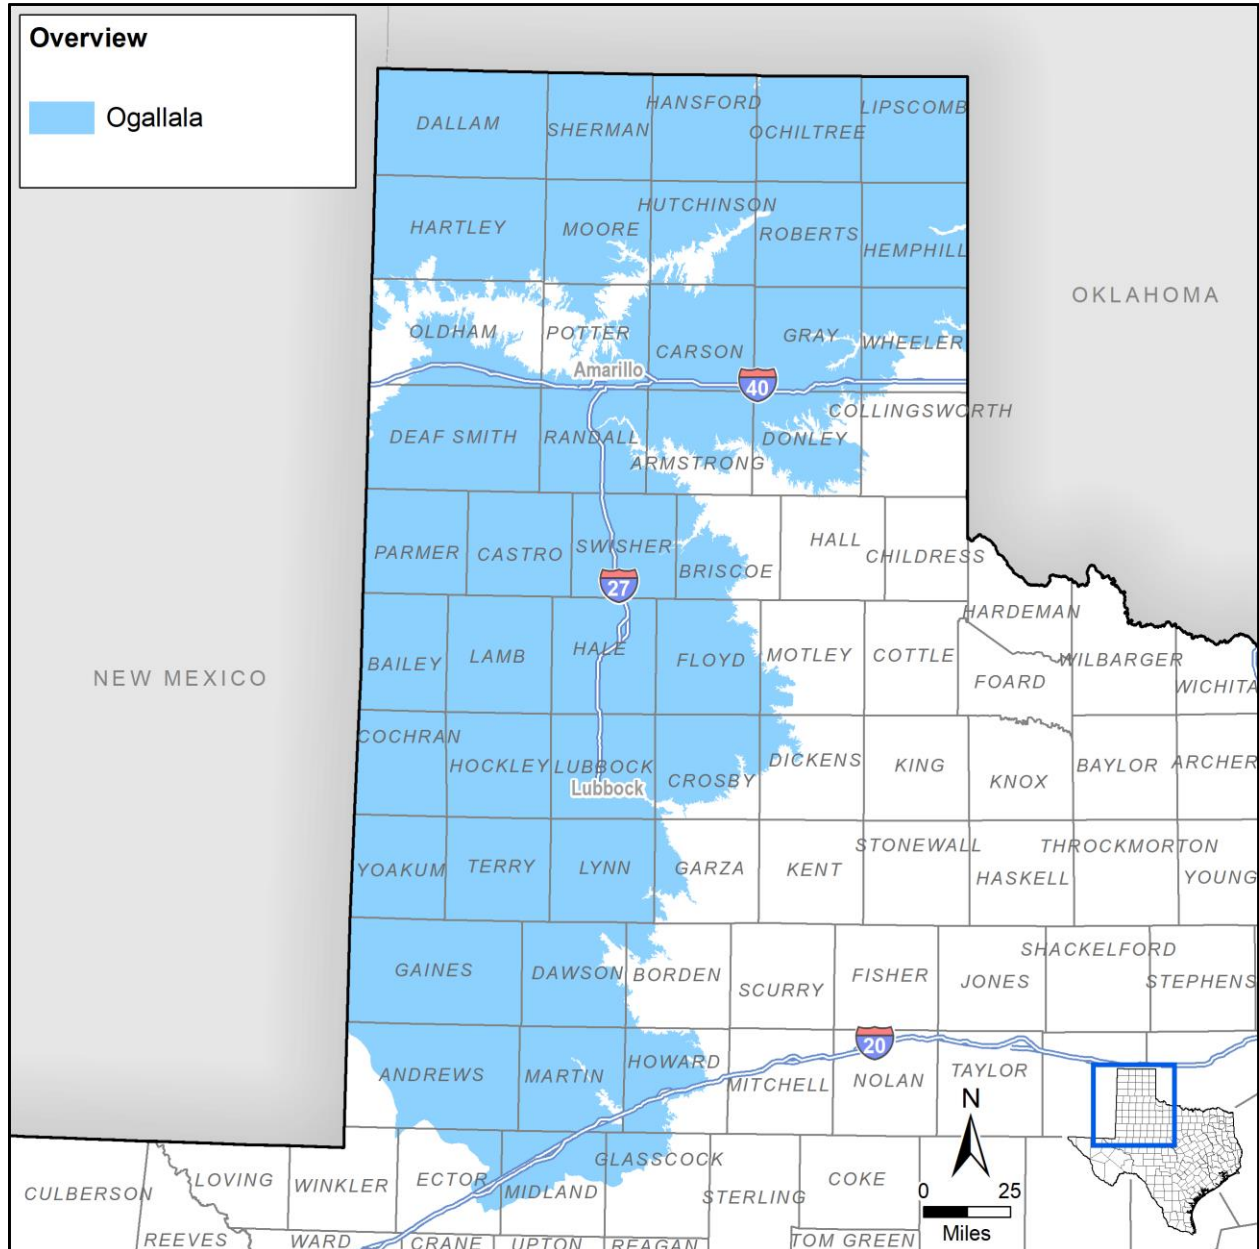 Overview
Ogallala
HANSFORD
LIPSCOMB
DALLAM
SHERMAN
OCHILTREE
HUTCHINSON
HARTLEY
MOORE
ROBERTS
HEMPHILL
OKLAHOMA
OLDHAM
POTTER
GRAY
WHEELER
CARSON
Amarillo
40
COLLINGSWORTH
DEAF SMITH
RANDALL
DONLEY
ARMSTRONG
HALL
PARMER
CASTRO
SWISHER
CHILDRESS
BRISCOE
27
HARDEMAN
NEW MEXICO
BAILEY
LAMB
HALE
FLOYD
MOTLEY
COTTLE
WILBARGER
FOARD
WICHITA
COCHRAN
HOCKLEY
LUBBOCK
Lubbock
CROSBY
DICKENS
KING
KNOX
BAYLOR
ARCHER
YOAKUM
TERRY
LYNN
GARZA
KENT
STONEWALL
HASKELL
THROCKMORTON
YOUNG
GAINES
DAWSON
BORDEN
SCURRY
FISHER
JONES
SHACKELFORD
STEPHENS
20
ANDREWS
MARTIN
HOWARD
MITCHELL
NOLAN
TAYLOR
N
CULBERSON
LOVING
WINKLER
ECTOR
MIDLAND
GLASSCOCK
STERLING
COKE
0 25
Miles
REEVES
WARD
CRANE
UPTON
REAGAN
TOM GREEN